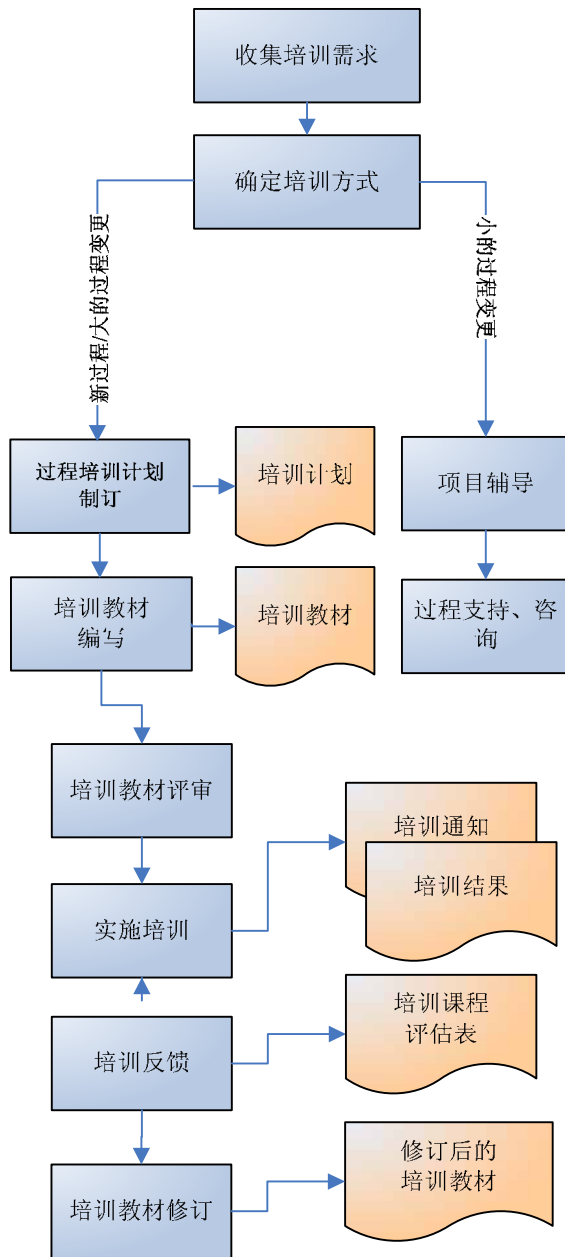 收集培训需求
确定培训方式
新过程/大的过程变更
小的过程变更
过程培训计划
制订
培训计划
项目辅导
培训教材
编写
培训教材
过程支持、咨
询
培训教材评审
培训通知
培训结果
实施培训
培训课程
评估表
培训反馈
修订后的
培训教材
培训教材修订